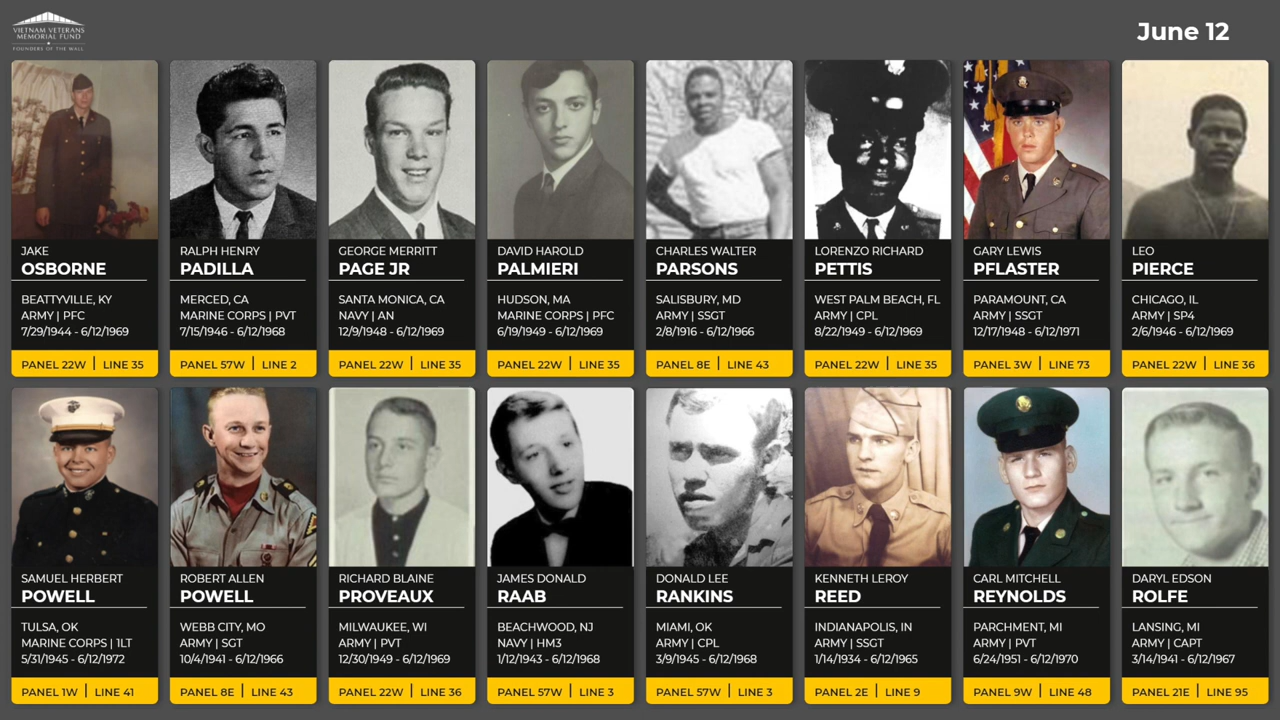 VIETNAM VETERANS
MEMORIAL FUND
FOUNDERS OF THE WALL
June 12
JAKE
OSBORNE
BEATTYVILLE, KY
ARMY | PFC
7/29/1944 - 6/12/1969
PANEL 22W | LINE 35
RALPH HENRY
PADILLA
MERCED, CA
MARINE CORPS | PVT
7/15/1946 - 6/12/1968
PANEL 57W | LINE 2
GEORGE MERRITT
PAGE JR
SANTA MONICA, CA
NAVY | AN
12/9/1948 - 6/12/1969
PANEL 22W | LINE 35
DAVID HAROLD
PALMIERI
HUDSON, MA
MARINE CORPS | PFC
6/19/1949 - 6/12/1969
PANEL 22W | LINE 35
CHARLES WALTER
PARSONS
SALISBURY, MD
ARMY | SSGT
2/8/1916 - 6/12/1966
PANEL 8E | LINE 43
LORENZO RICHARD
PETTIS
WEST PALM BEACH, FL
ARMY | CPL
8/22/1949 - 6/12/1969
PANEL 22W | LINE 35
GARY LEWIS
PFLASTER
PARAMOUNT, CA
ARMY | SSGT
12/17/1948 - 6/12/1971
PANEL 3W | LINE 73
LEO
PIERCE
CHICAGO, IL
ARMY | SP4
2/6/1946 - 6/12/1969
PANEL 22W | LINE 36
SAMUEL HERBERT
POWELL
TULSA, OK
MARINE CORPS | 1LT
5/31/1945 - 6/12/1972
PANEL 1W | LINE 41
ROBERT ALLEN
POWELL
WEBB CITY, MO
ARMY | SGT
10/4/1941 - 6/12/1966
PANEL 8E | LINE 43
RICHARD BLAINE
PROVEAUX
MILWAUKEE, WI
ARMY | PVT
12/30/1949 - 6/12/1969
PANEL 22W | LINE 36
JAMES DONALD
RAAB
BEACHWOOD, NJ
NAVY | HM3
1/12/1943 - 6/12/1968
PANEL 57W | LINE 3
DONALD LEE
RANKINS
MIAMI, OK
ARMY | CPL
3/9/1945 - 6/12/1968
PANEL 57W | LINE 3
KENNETH LEROY
REED
INDIANAPOLIS, IN
ARMY | SSGT
1/14/1934 - 6/12/1965
PANEL 2E | LINE 9
CARL MITCHELL
REYNOLDS
PARCHMENT, MI
ARMY | PVT
6/24/1951 - 6/12/1970
PANEL 9W | LINE 48
DARYL EDSON
ROLFE
LANSING, MI
ARMY | CAPT
3/14/1941 - 6/12/1967
PANEL 21E | LINE 95